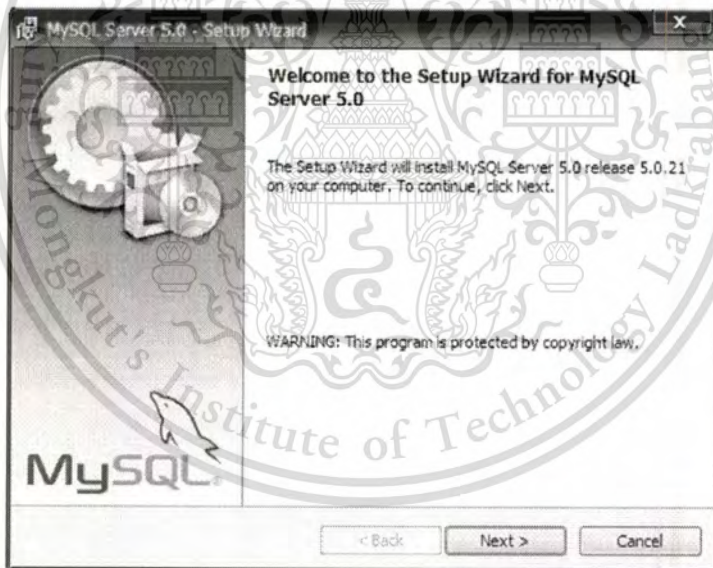 MySQL Server 5.0 - Setup Wizard
x
Welcome to the Setup Wizard for MySQL
Server 5.0
The Setup Wizard will install MySQL Server 5.0 release 5.0.21
on your computer. To continue, click Next.
WARNING: This program is protected by copyright law.
MySQL®
< Back
Next >
Cancel
Mongkut's Institute of Technology Ladkrabang